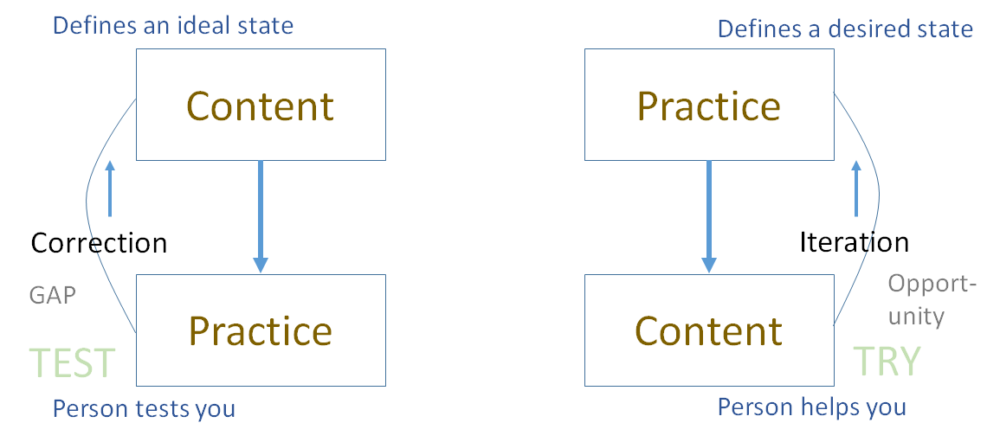 Defines an ideal state
Content
Correction
GAP
Practice
TEST
Person tests you
Defines a desired state
Practice
Iteration
Opport-
unity
Content
TRY
Person helps you